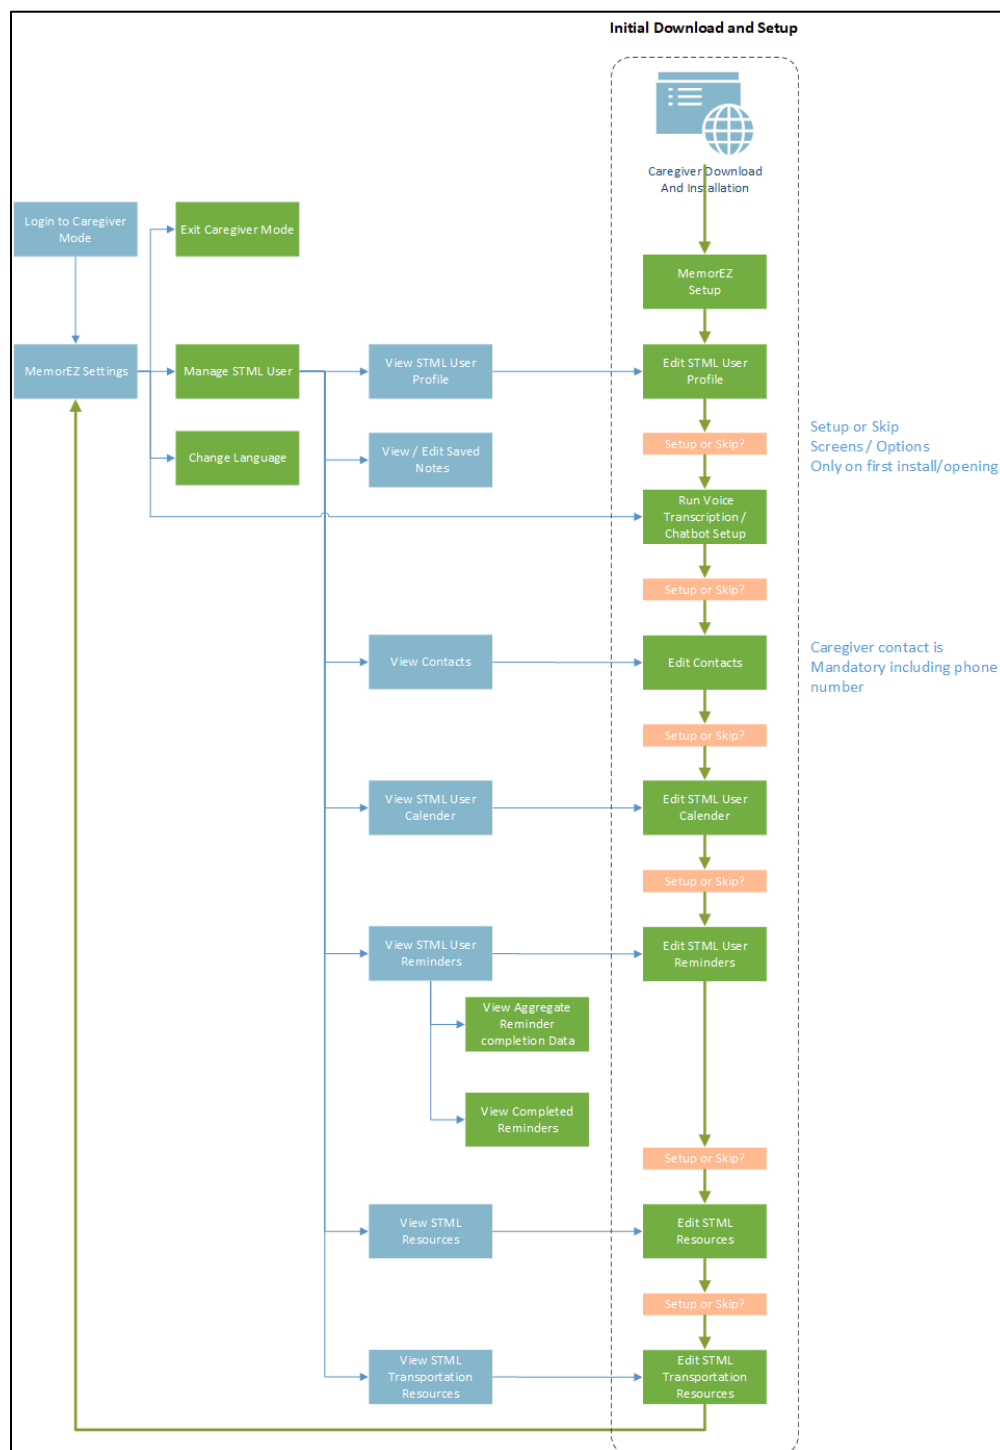 Initial Download and Setup
Caregiver Download
And Installation
Login to Caregiver
Mode
Exit Caregiver Mode
MemorEZ
Setup
MemorEZ Settings
Manage STML User
View STML User
Profile
Edit STML User
Profile
Change Language
View / Edit Saved
Notes
Setup or Skip?
Setup or Skip
Screens / Options
Only on first install/opening
Run Voice
Transcription /
Chatbot Setup
Setup or Skip?
View Contacts
Edit Contacts
Caregiver contact is
Mandatory including phone
number
Setup or Skip?
View STML User
Calender
Edit STML User
Calender
Setup or Skip?
View STML User
Reminders
Edit STML User
Reminders
View Aggregate
Reminder
completion Data
View Completed
Reminders
Setup or Skip?
View STML
Resources
Edit STML
Resources
Setup or Skip?
View STML
Transportation
Resources
Edit STML
Transportation
Resources